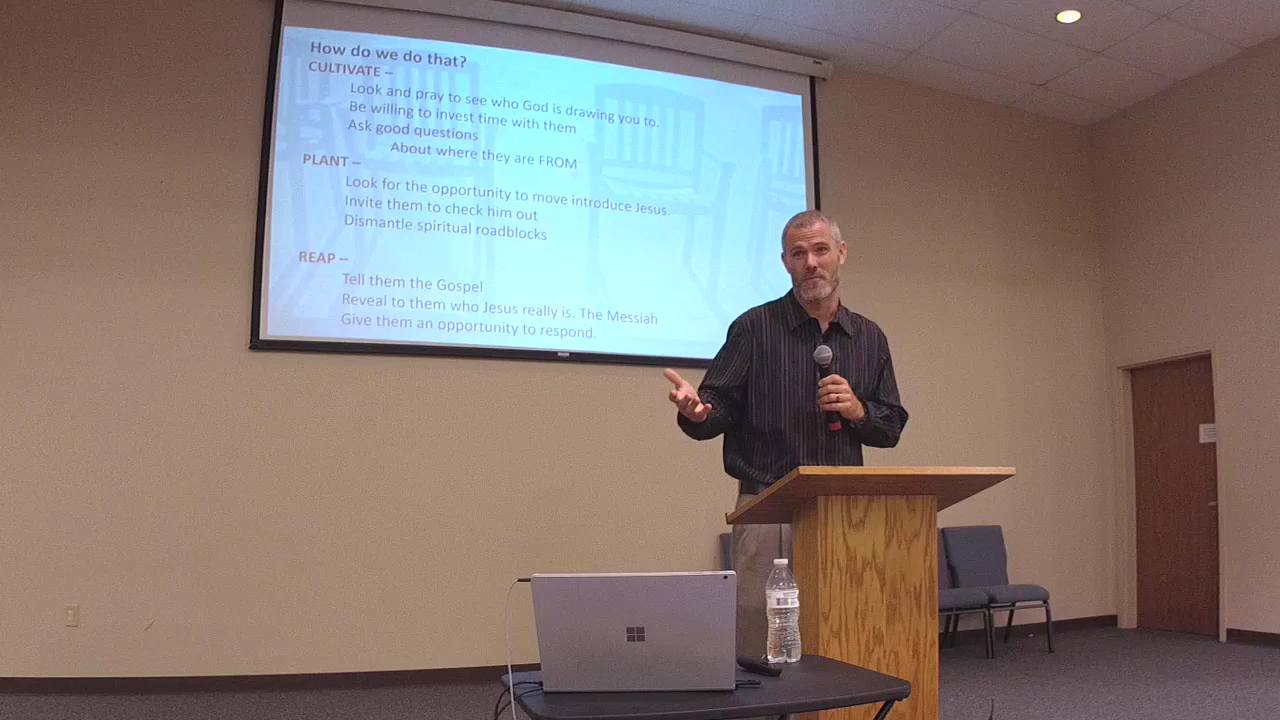 How do we do that?
CULTIVATE –
Look and pray to see who God is drawing you to.
Be willing to invest time with them
Ask good questions
About where they are FROM
PLANT –
Look for the opportunity to move introduce Jesus.
Invite them to check him out
Dismantle spiritual roadblocks
REAP –
Tell them the Gospel
Reveal to them who Jesus really is. The Messiah
Give them an opportunity to respond.